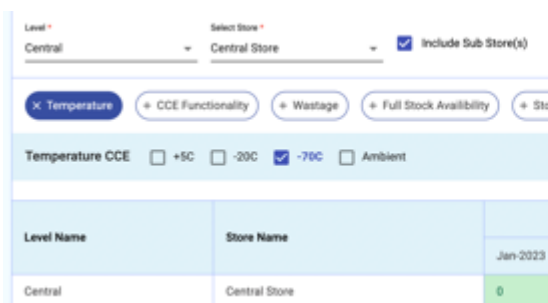 Level * Select Store *
Central Central Store Include Sub Store(s)
× Temperature + CCE Functionality + Wastage + Full Stock Availibility + Sto
Temperature CCE +5C -20C -70C Ambient
Level Name Store Name
Jan-2023
Central Central Store 0